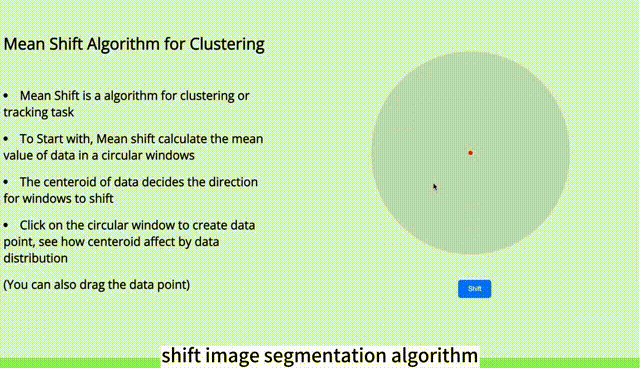 Mean Shift Algorithm for Clustering
• Mean Shift is a algorithm for clustering or
tracking task
• To Start with, Mean shift calculate the mean
value of data in a circular windows
• The centeroid of data decides the direction
for windows to shift
• Click on the circular window to create data
point, see how centeroid affect by data
distribution
(You can also drag the data point)
Shift
shift image segmentation algorithm